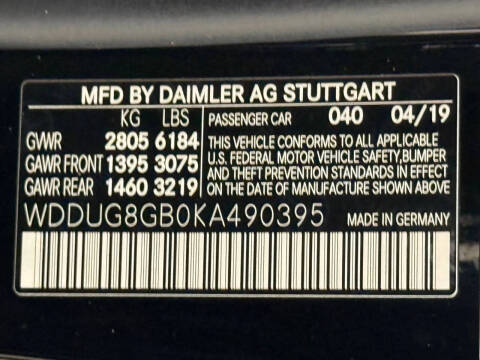 MFD BY DAIMLER AG STUTTGART
KG LBS PASSENGER CAR 040 04/19
GVWR 2805 6184
GAWR FRONT 1395 3075
GAWR REAR 1460 3219
THIS VEHICLE CONFORMS TO ALL APPLICABLE
U.S. FEDERAL MOTOR VEHICLE SAFETY, BUMPER
AND THEFT PREVENTION STANDARDS IN EFFECT
ON THE DATE OF MANUFACTURE SHOWN ABOVE.
WDDUG8GB0KA490395 MADE IN GERMANY